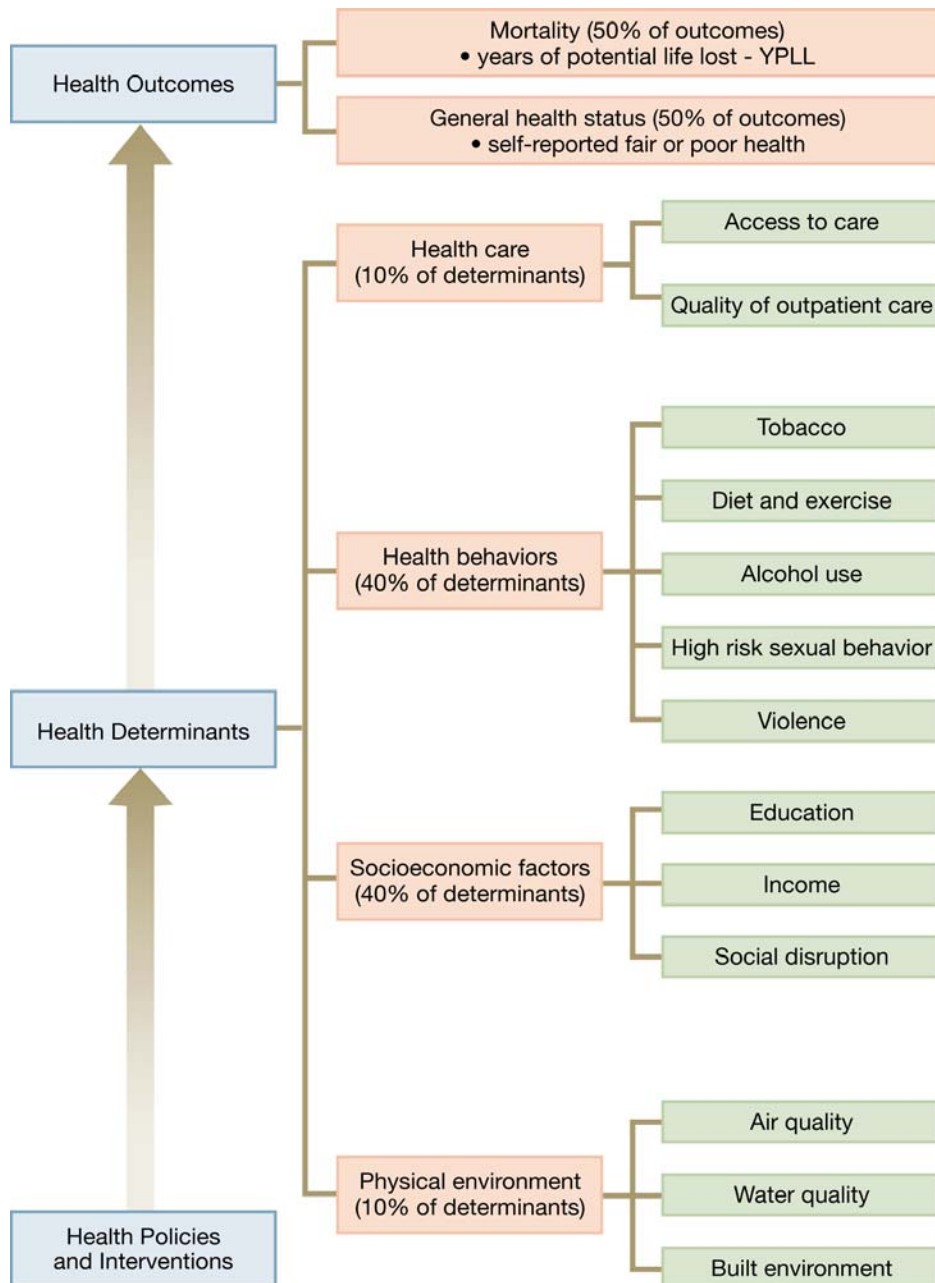 Health Outcomes
Mortality (50% of outcomes)
• years of potential life lost - YPLL
General health status (50% of outcomes)
• self-reported fair or poor health
Health Determinants
Health care
(10% of determinants)
Access to care
Quality of outpatient care
Health behaviors
(40% of determinants)
Tobacco
Diet and exercise
Alcohol use
High risk sexual behavior
Violence
Socioeconomic factors
(40% of determinants)
Education
Income
Social disruption
Physical environment
(10% of determinants)
Air quality
Water quality
Built environment
Health Policies
and Interventions